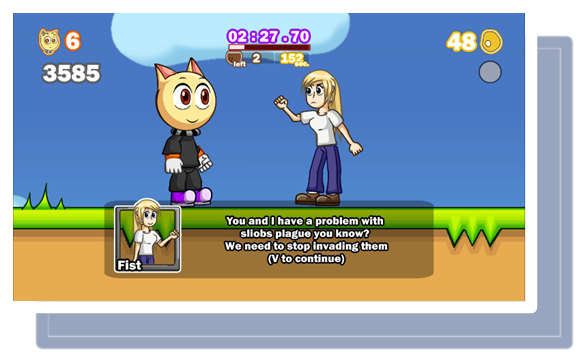 6
02:27.70
48
left 2 152 sec.
3585
You and I have a problem with
sliobs plague you know?
We need to stop invading them
(V to continue)
Fist